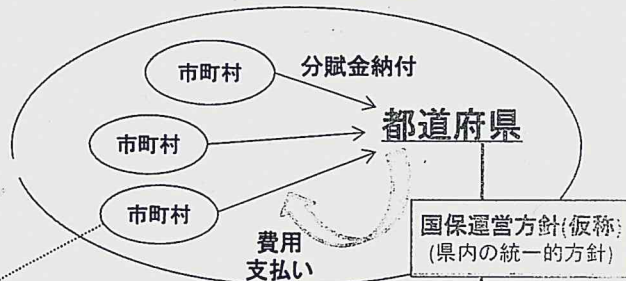 市町村
分賦金納付
都道府県
市町村
市町村
費用
支払い
国保運営方針(仮称)
(県内の統一的方針)